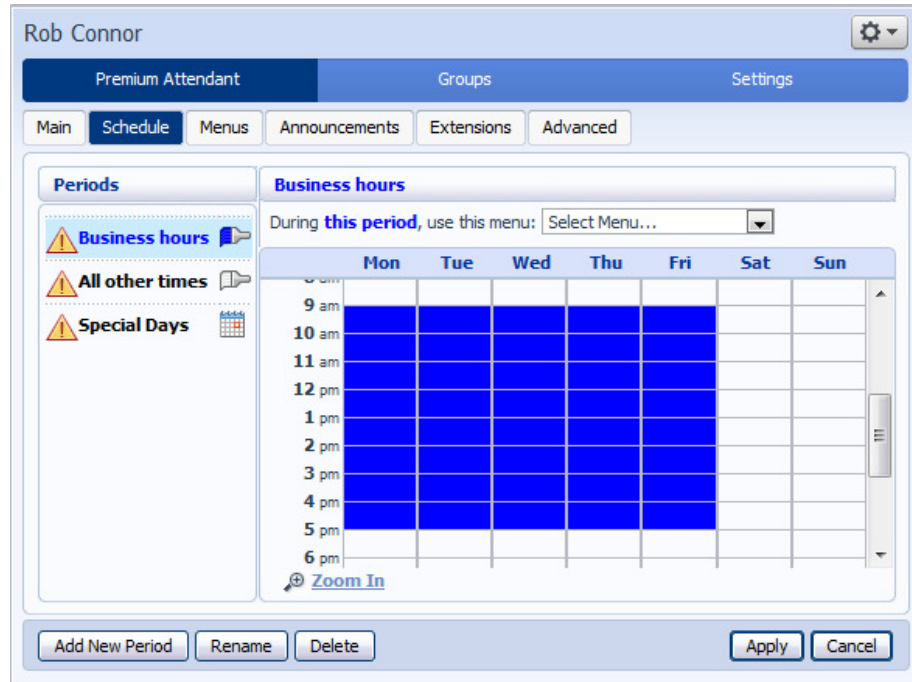 Rob Connor
Premium Attendant Groups Settings
Main Schedule Menus Announcements Extensions Advanced
Periods
Business hours
All other times
Special Days
Business hours
During this period, use this menu: Select Menu...
Mon Tue Wed Thu Fri Sat Sun
9 am
10 am
11 am
12 pm
1 pm
2 pm
3 pm
4 pm
5 pm
6 pm
Zoom In
Add New Period Rename Delete Apply Cancel